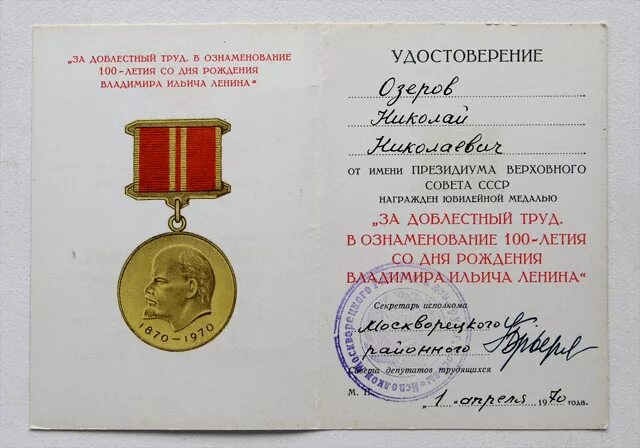 „ЗА ДОБЛЕСТНЫЙ ТРУД. В ОЗНАМЕНОВАНИЕ
100-ЛЕТИЯ СО ДНЯ РОЖДЕНИЯ
ВЛАДИМИРА ИЛЬИЧА ЛЕНИНА“
1870–1970
УДОСТОВЕРЕНИЕ
Озеров
Николай
Николаевич
ОТ ИМЕНИ ПРЕЗИДИУМА ВЕРХОВНОГО
СОВЕТА СССР
НАГРАЖДЕН ЮБИЛЕЙНОЙ МЕДАЛЬЮ
„ЗА ДОБЛЕСТНЫЙ ТРУД.
В ОЗНАМЕНОВАНИЕ 100-ЛЕТИЯ
СО ДНЯ РОЖДЕНИЯ
ВЛАДИМИРА ИЛЬИЧА ЛЕНИНА“
Секретарь исполкома
Москворецкого
районного
Совета депутатов трудящихся
М. П.
„1 апреля 1970 года.
Исполком Москворецкого